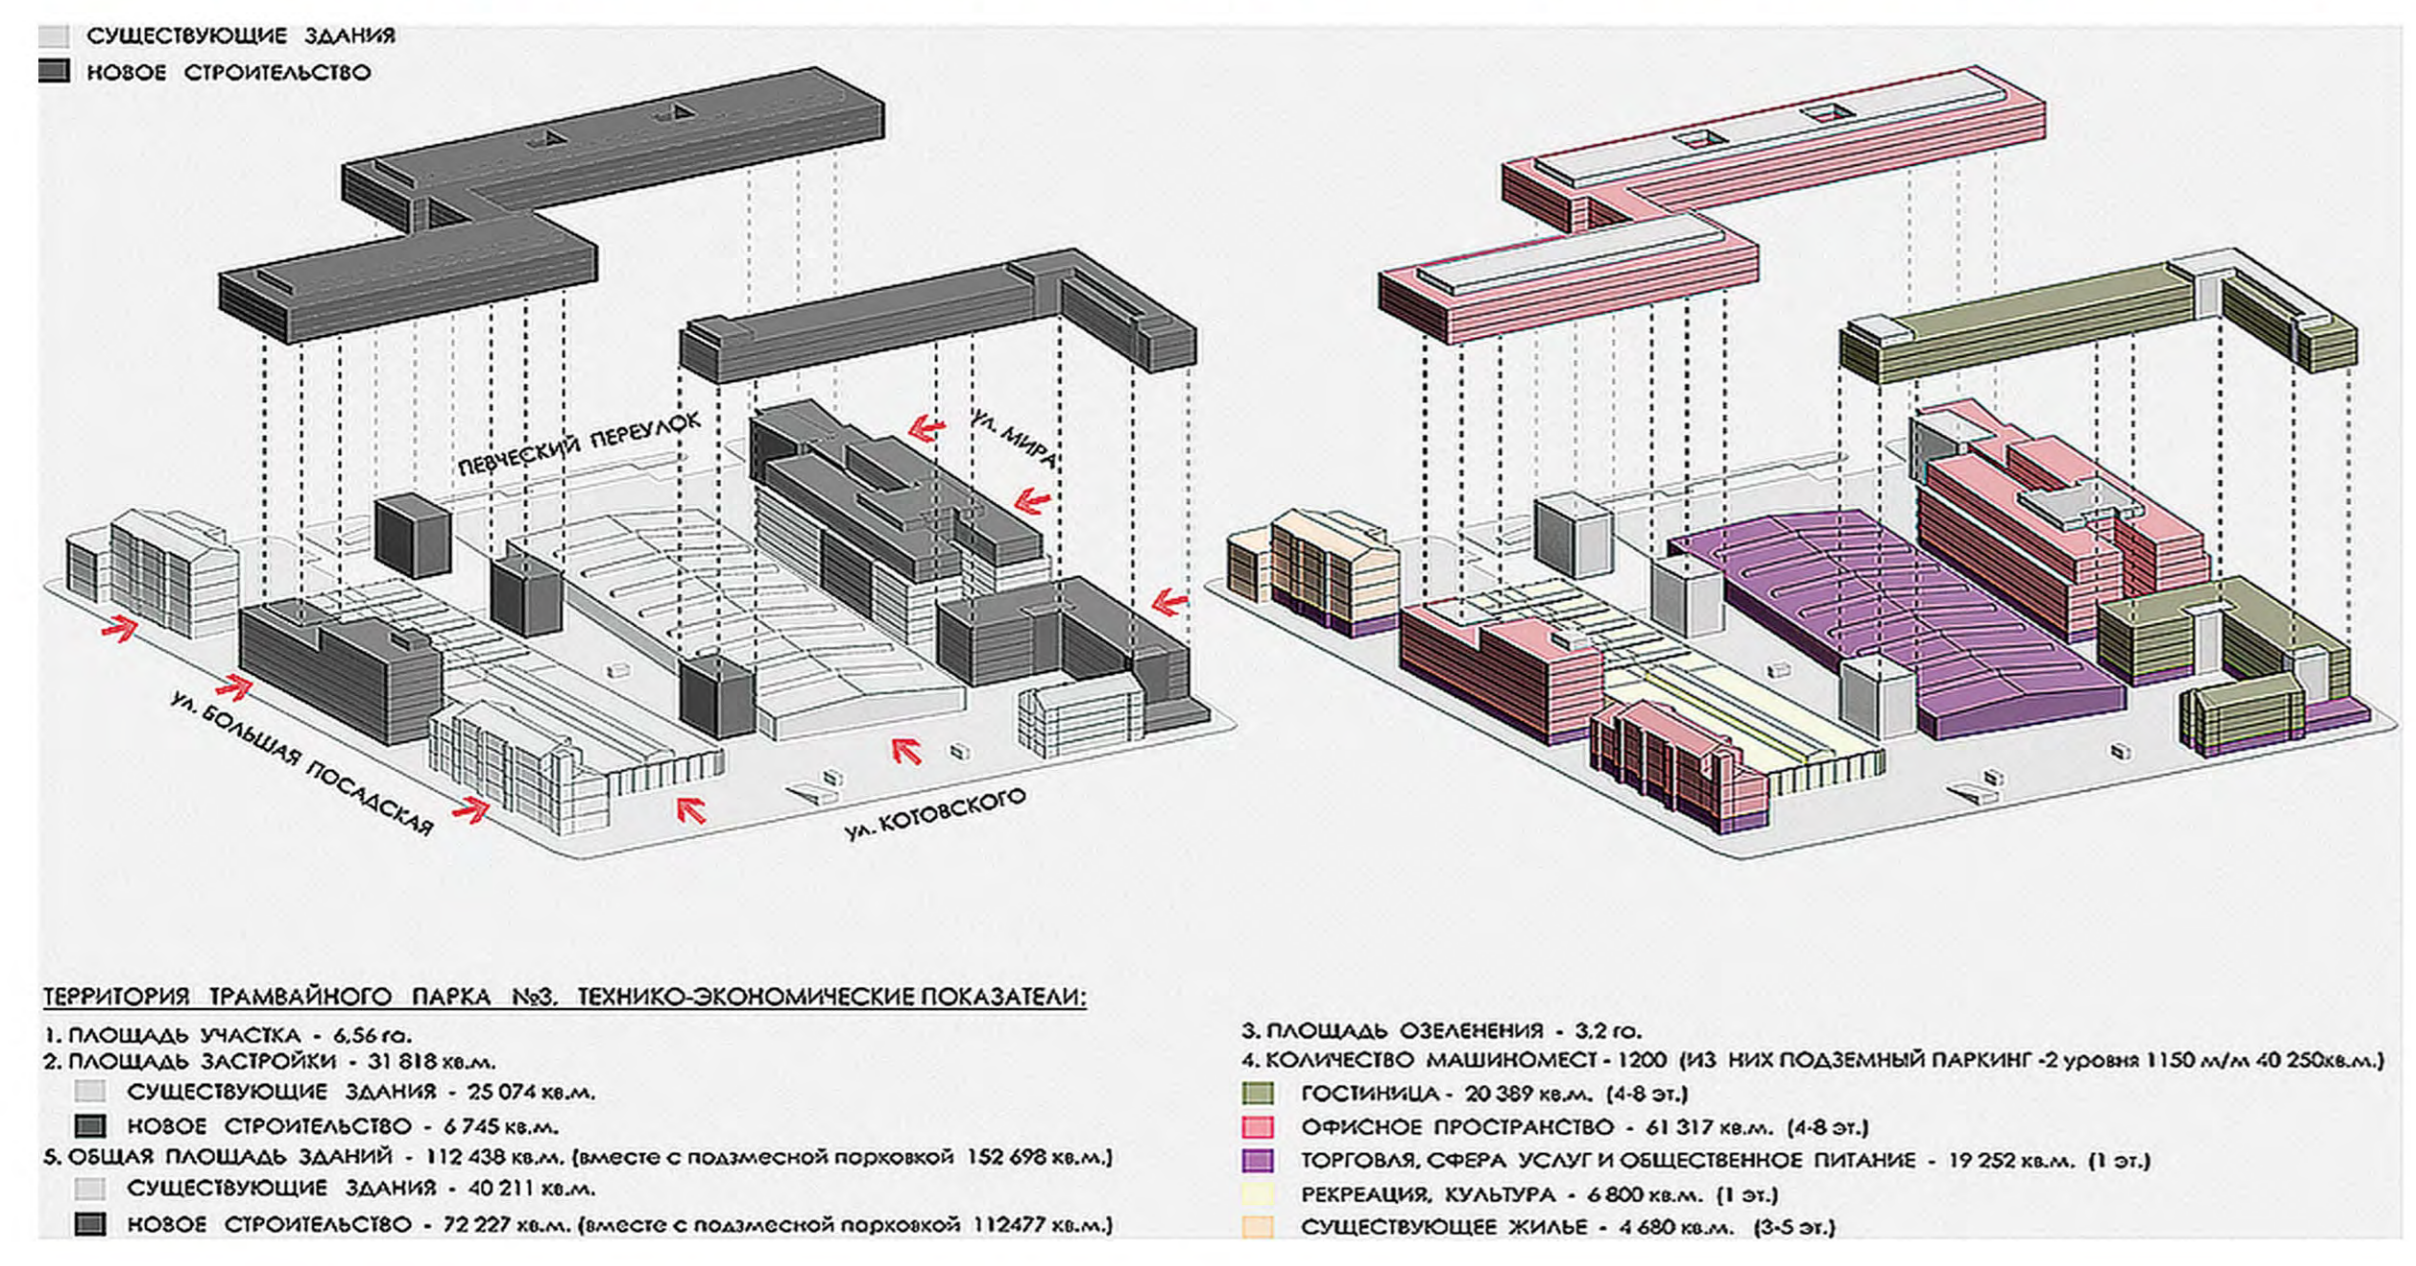 СУЩЕСТВУЮЩИЕ ЗДАНИЯ
НОВОЕ СТРОИТЕЛЬСТВО
ПЕВЧЕСКИЙ ПЕРЕУЛОК
ул. МИРА
ул. БОЛЬШАЯ ПОСАДСКАЯ
ул. КОТОВСКОГО
ТЕРРИТОРИЯ ТРАМВАЙНОГО ПАРКА №3. ТЕХНИКО-ЭКОНОМИЧЕСКИЕ ПОКАЗАТЕЛИ:
1. ПЛОЩАДЬ УЧАСТКА - 6,56 га.
2. ПЛОЩАДЬ ЗАСТРОЙКИ - 31 818 кв.м.
СУЩЕСТВУЮЩИЕ ЗДАНИЯ - 25 074 кв.м.
НОВОЕ СТРОИТЕЛЬСТВО - 6 745 кв.м.
5. ОБЩАЯ ПЛОЩАДЬ ЗДАНИЙ - 112 438 кв.м. (вместе с подзмесной парковкой 152 698 кв.м.)
СУЩЕСТВУЮЩИЕ ЗДАНИЯ - 40 211 кв.м.
НОВОЕ СТРОИТЕЛЬСТВО - 72 227 кв.м. (вместе с подзмесной парковкой 112477 кв.м.)
3. ПЛОЩАДЬ ОЗЕЛЕНЕНИЯ - 3,2 га.
4. КОЛИЧЕСТВО МАШИНОМЕСТ - 1200 (ИЗ НИХ ПОДЗЕМНЫЙ ПАРКИНГ -2 уровня 1150 м/м 40 250кв.м.)
ГОСТИНИЦА - 20 389 кв.м. (4-8 эт.)
ОФИСНОЕ ПРОСТРАНСТВО - 61 317 кв.м. (4-8 эт.)
ТОРГОВЛЯ, СФЕРА УСЛУГ И ОБЩЕСТВЕННОЕ ПИТАНИЕ - 19 252 кв.м. (1 эт.)
РЕКРЕАЦИЯ, КУЛЬТУРА - 6 800 кв.м. (1 эт.)
СУЩЕСТВУЮЩЕЕ ЖИЛЬЕ - 4 680 кв.м. (3-5 эт.)